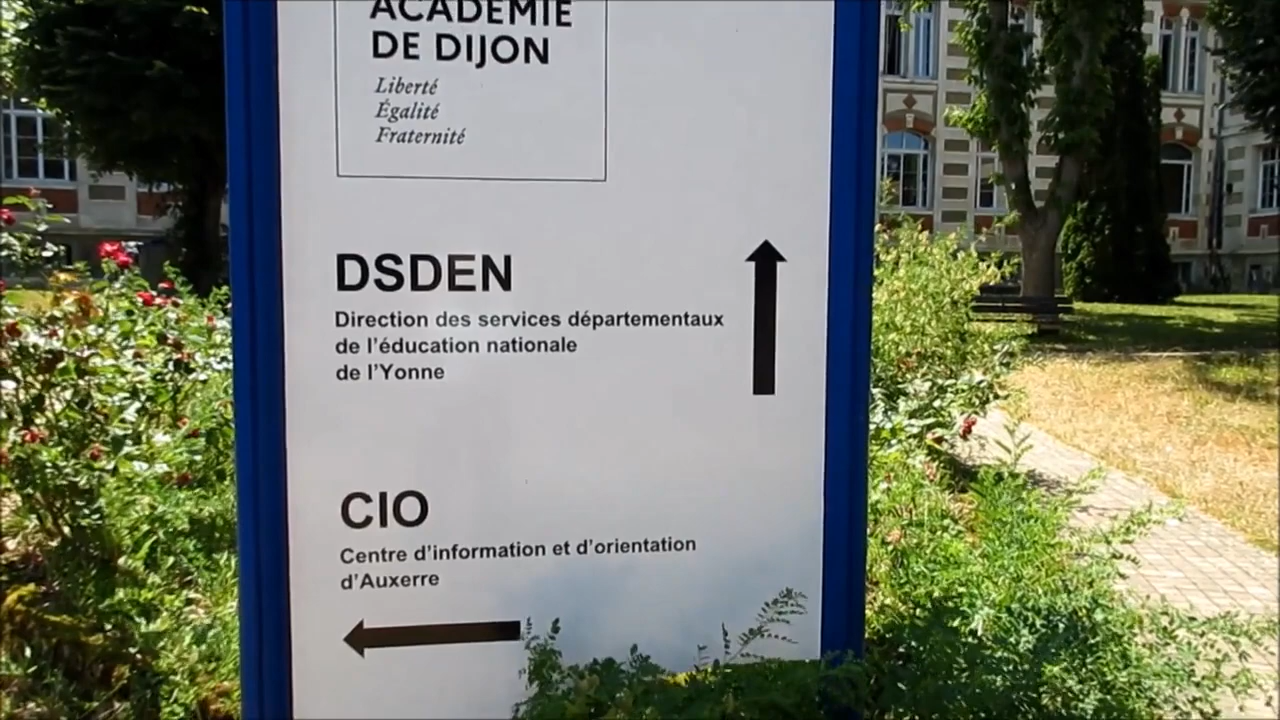 ACADÉMIE
DE DIJON
Liberté
Égalité
Fraternité
DSDEN
Direction des services départementaux
de l'éducation nationale
de l'Yonne
CIO
Centre d'information et d'orientation
d'Auxerre